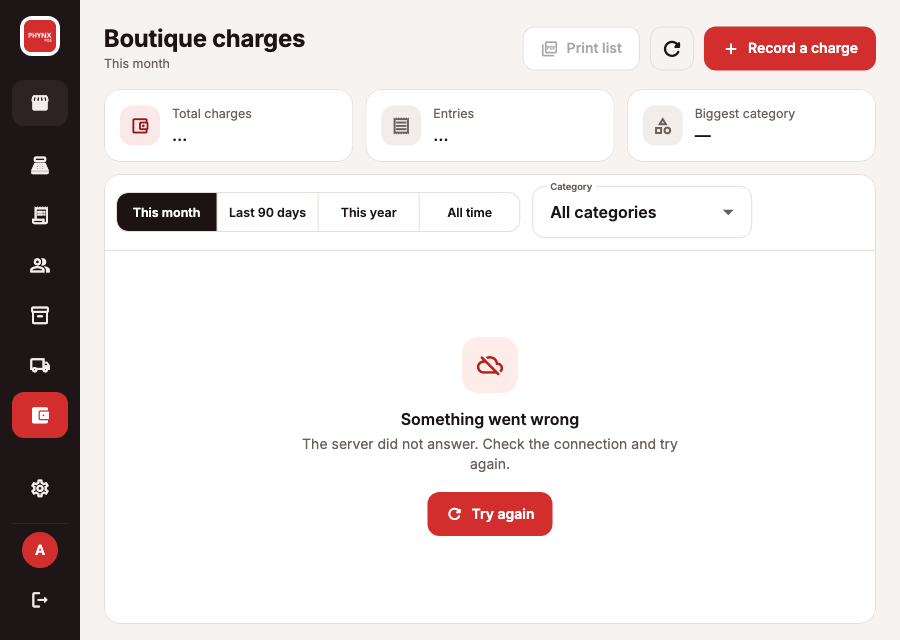 PHYNX
Boutique charges
This month
Print list
Record a charge
Total charges
...
Entries
...
Biggest category
—
This month
Last 90 days
This year
All time
Category
All categories
Something went wrong
The server did not answer. Check the connection and try
again.
Try again
A